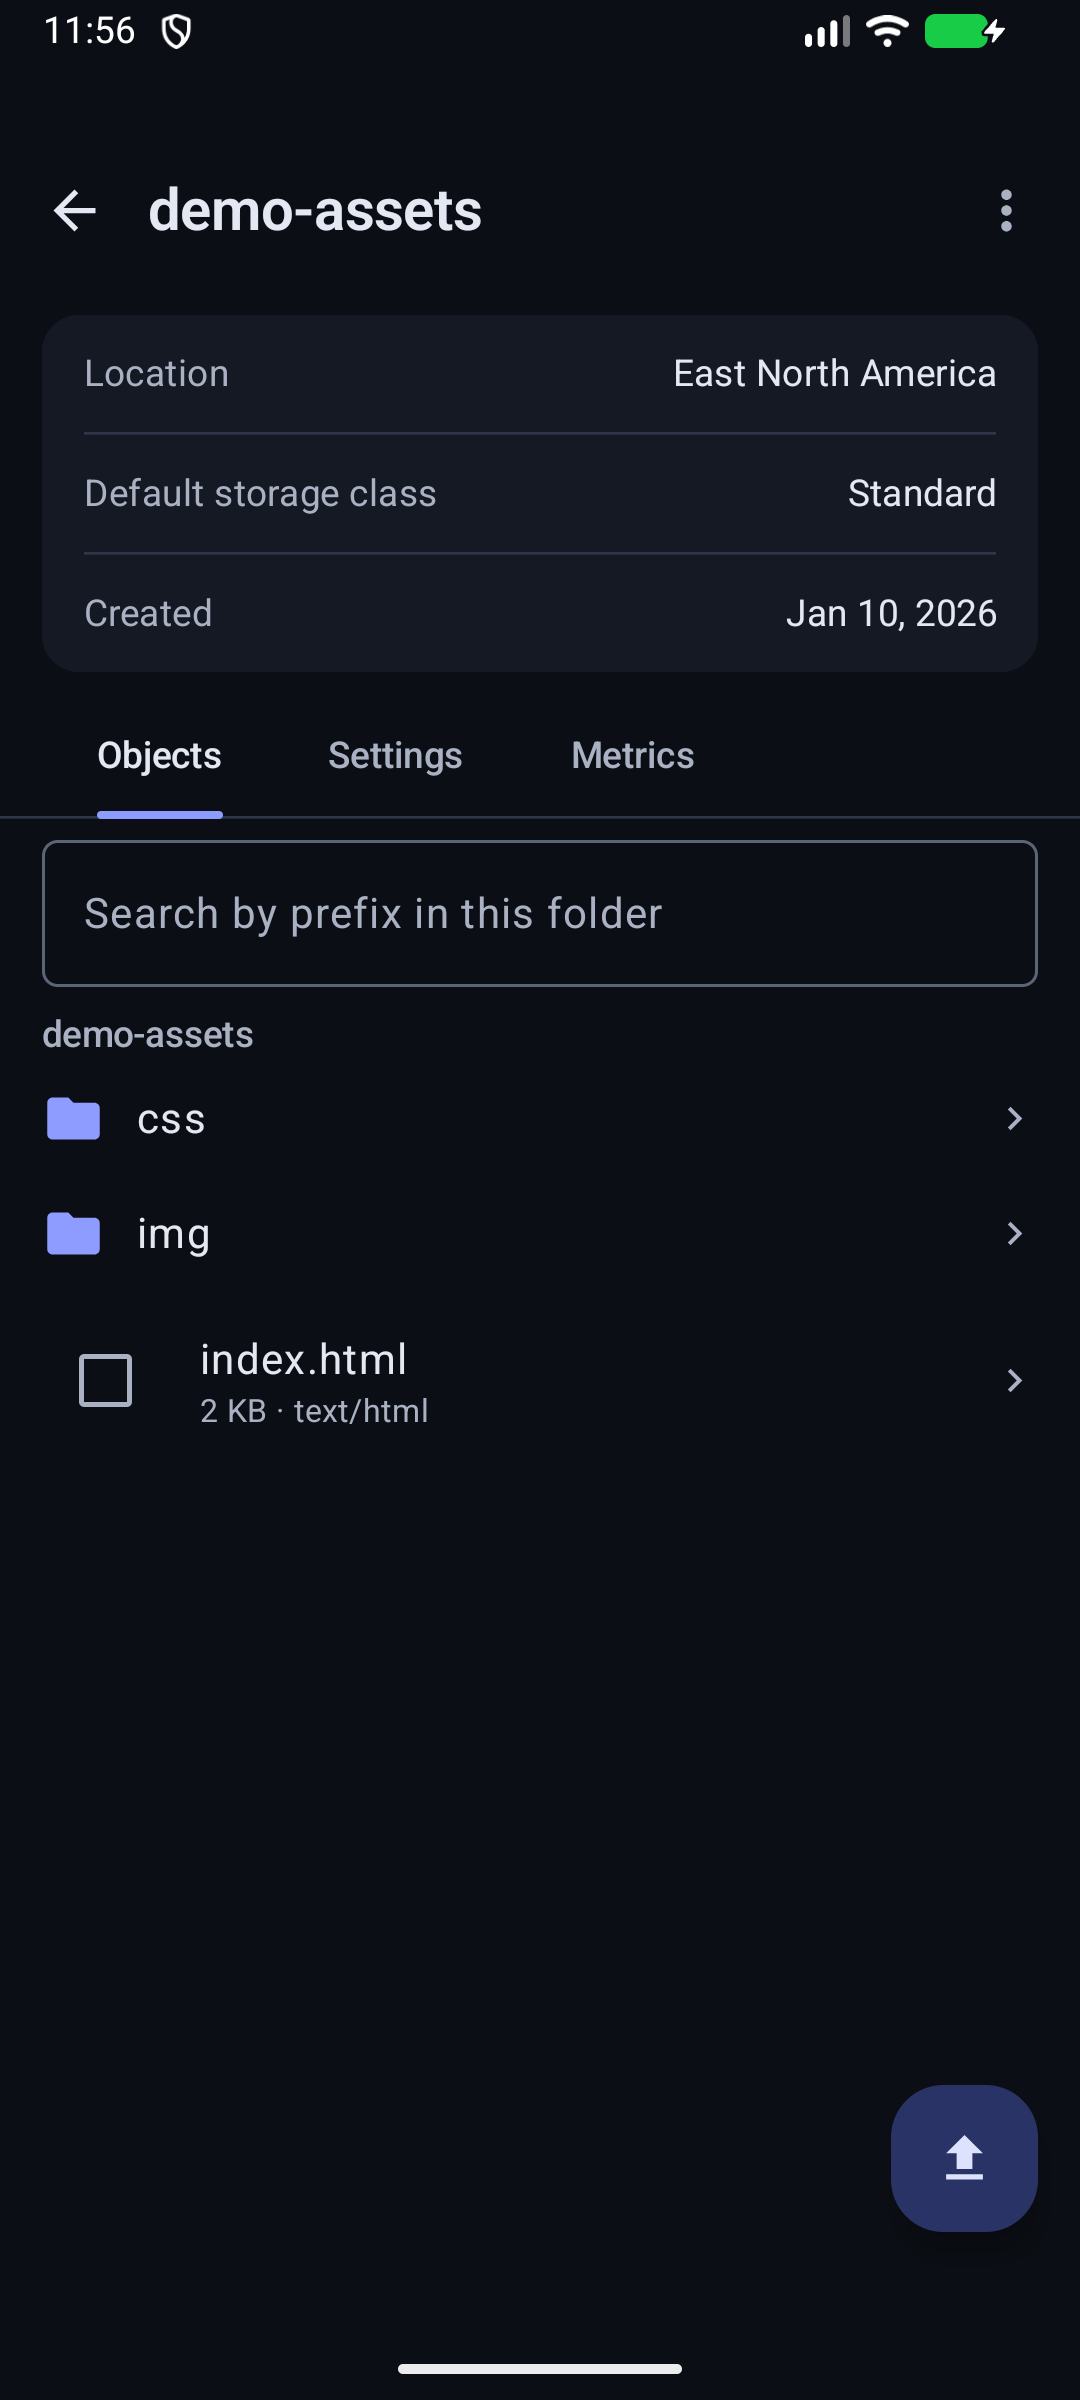 11:56
demo-assets
Location East North America
Default storage class Standard
Created Jan 10, 2026
Objects Settings Metrics
Search by prefix in this folder
demo-assets
css
img
index.html
2 KB · text/html